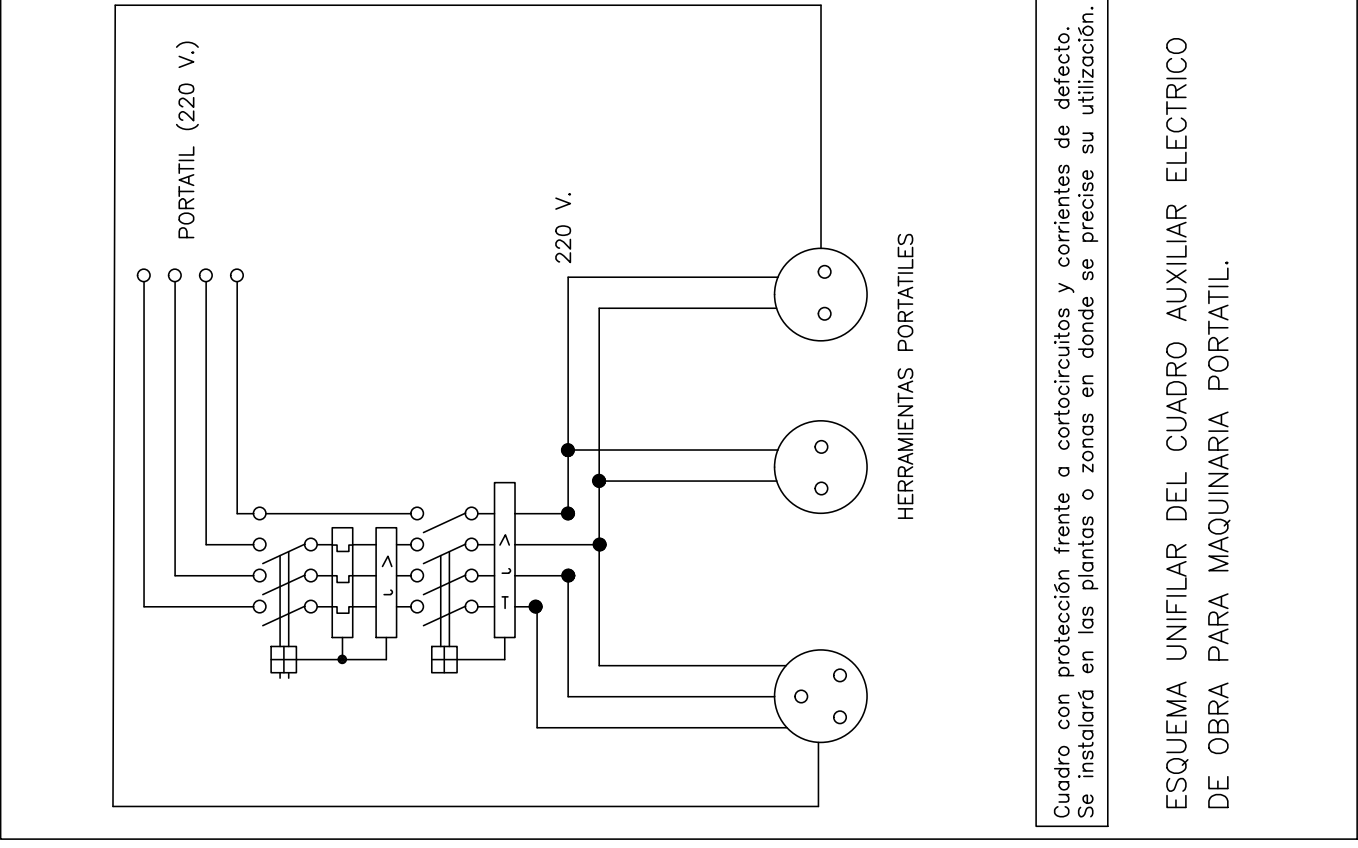 PORTATIL (220 V.)
220 V.
HERRAMIENTAS PORTATILES
Cuadro con protección frente a cortocircuitos y corrientes de defecto.
Se instalará en las plantas o zonas en donde se precise su utilización.
ESQUEMA UNIFILAR DEL CUADRO AUXILIAR ELECTRICO
DE OBRA PARA MAQUINARIA PORTATIL.